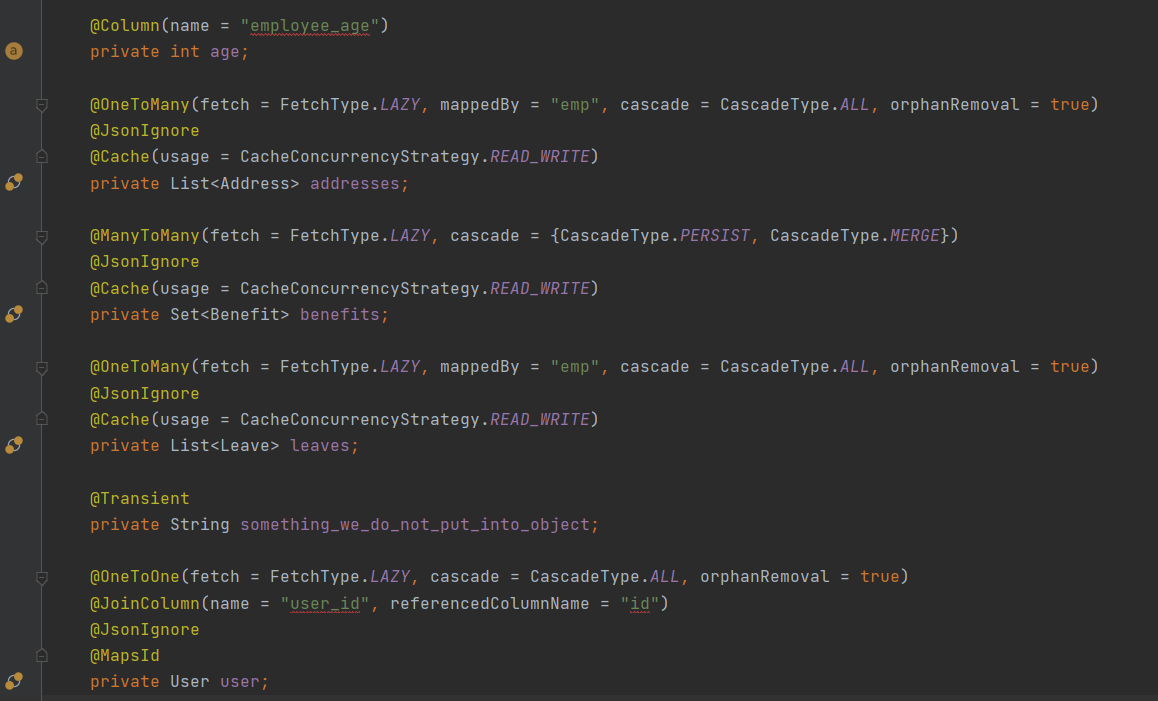 @Column(name = "employee_age")
private int age;
@OneToMany(fetch = FetchType.LAZY, mappedBy = "emp", cascade = CascadeType.ALL, orphanRemoval = true)
@JsonIgnore
@Cache(usage = CacheConcurrencyStrategy.READ_WRITE)
private List<Address> addresses;
@ManyToMany(fetch = FetchType.LAZY, cascade = {CascadeType.PERSIST, CascadeType.MERGE})
@JsonIgnore
@Cache(usage = CacheConcurrencyStrategy.READ_WRITE)
private Set<Benefit> benefits;
@OneToMany(fetch = FetchType.LAZY, mappedBy = "emp", cascade = CascadeType.ALL, orphanRemoval = true)
@JsonIgnore
@Cache(usage = CacheConcurrencyStrategy.READ_WRITE)
private List<Leave> leaves;
@Transient
private String something_we_do_not_put_into_object;
@OneToOne(fetch = FetchType.LAZY, cascade = CascadeType.ALL, orphanRemoval = true)
@JoinColumn(name = "user_id", referencedColumnName = "id")
@JsonIgnore
@MapsId
private User user;